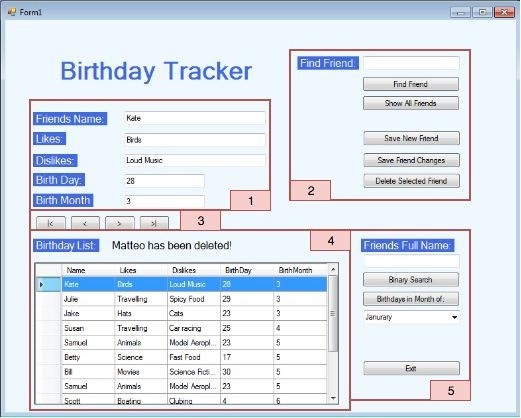 Form1
Birthday Tracker
Friends Name: Kate
Likes: Birds
Dislikes: Loud Music
Birth Day: 28
Birth Month 3
1
Find Friend:
Find Friend
Show All Friends
Save New Friend
Save Friend Changes
Delete Selected Friend
2
|< < > >|
3
Birthday List: Matteo has been deleted!
4
Name Likes Dislikes BirthDay BirthMonth
Kate Birds Loud Music 28 3
Julie Travelling Spicy Food 29 3
Jake Hats Cats 23 3
Susan Travelling Car racing 25 4
Samuel Animals Model Aeropl... 23 5
Betty Science Fast Food 17 5
Bill Movies Science Ficti... 30 5
Samuel Animals Model Aeropl... 23 5
Scott Boating Clubing 4 6
Friends Full Name:
Binary Search
Birthdays in Month of:
Janurary
Exit
5